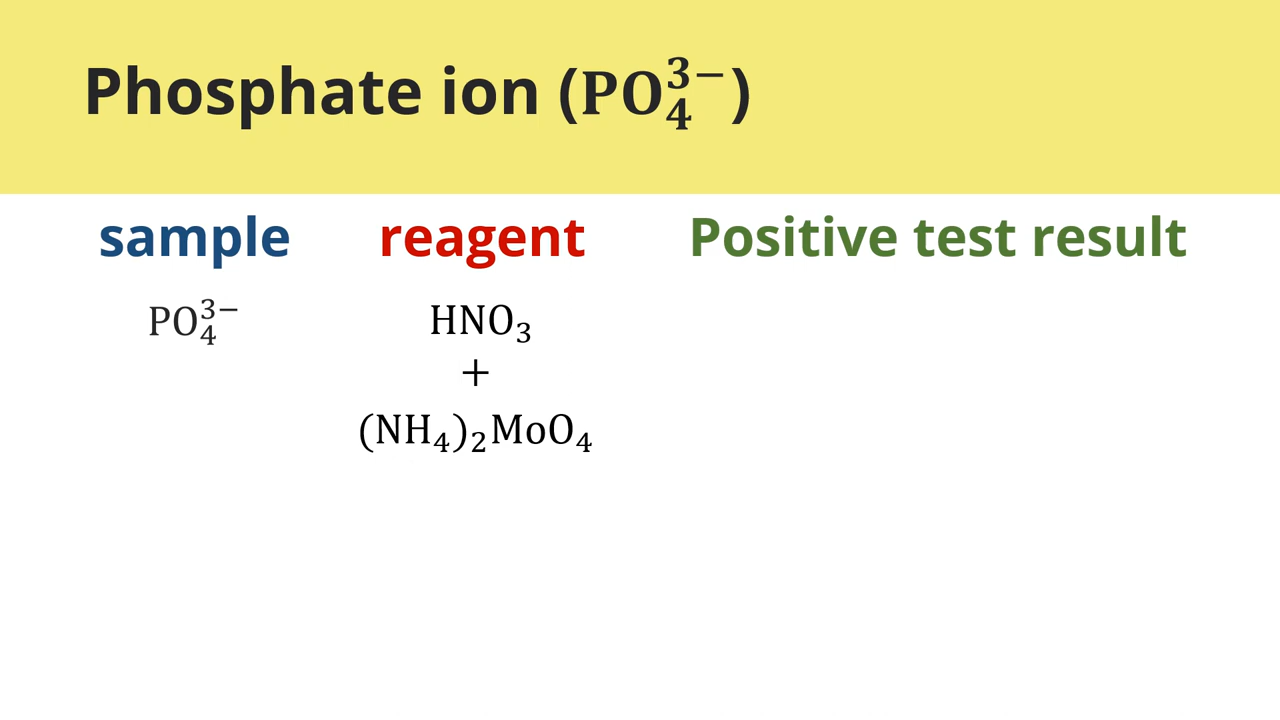 Phosphate ion (PO₄³⁻)
sample reagent Positive test result
PO₄³⁻ HNO₃
+
(NH₄)₂MoO₄